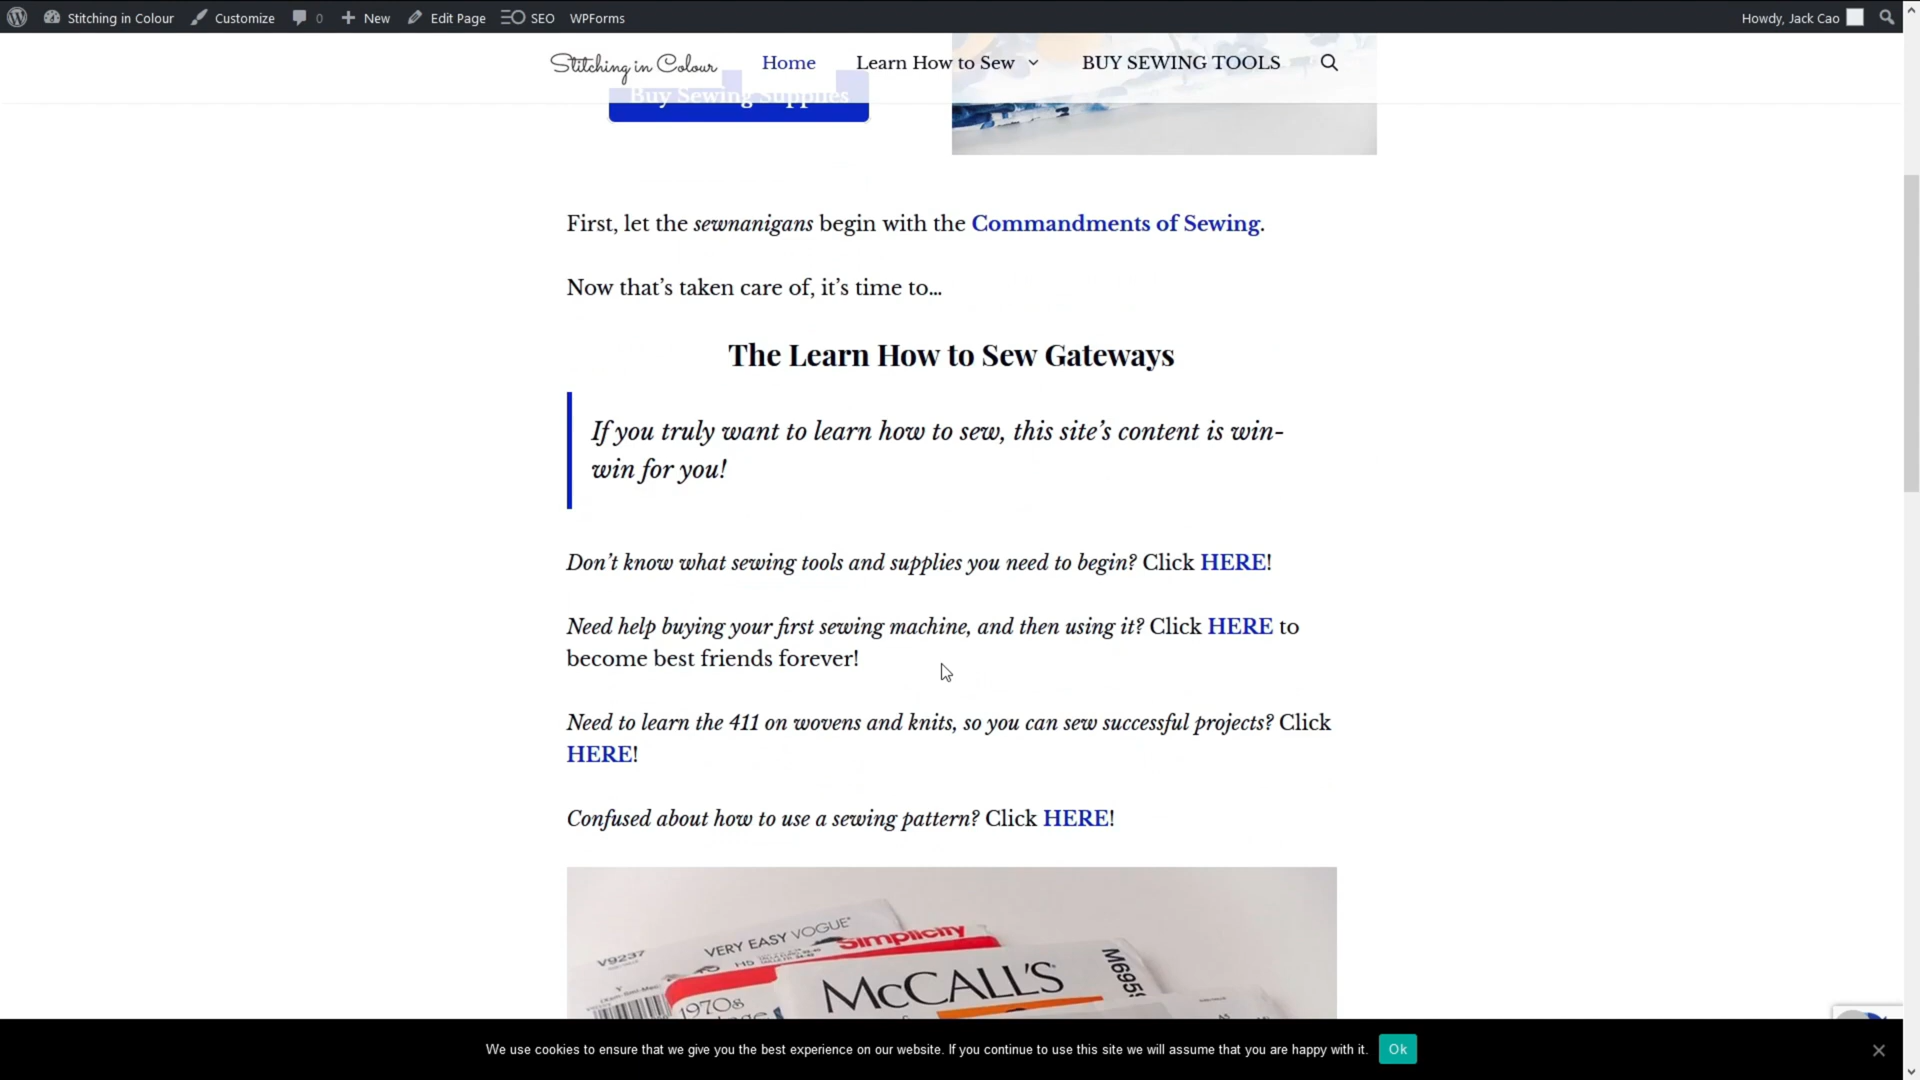 Stitching in Colour Customize 0 New Edit Page SEO WPForms Howdy, Jack Cao
Stitching in Colour Home Learn How to Sew BUY SEWING TOOLS
Buy Sewing Supplies
First, let the sewnanigans begin with the Commandments of Sewing.
Now that’s taken care of, it’s time to…
The Learn How to Sew Gateways
If you truly want to learn how to sew, this site’s content is win-
win for you!
Don’t know what sewing tools and supplies you need to begin? Click HERE!
Need help buying your first sewing machine, and then using it? Click HERE to
become best friends forever!
Need to learn the 411 on wovens and knits, so you can sew successful projects? Click
HERE!
Confused about how to use a sewing pattern? Click HERE!
VERY EASY VOGUE
V9237
Simplicity
McCALL'S
1970s
We use cookies to ensure that we give you the best experience on our website. If you continue to use this site we will assume that you are happy with it. Ok